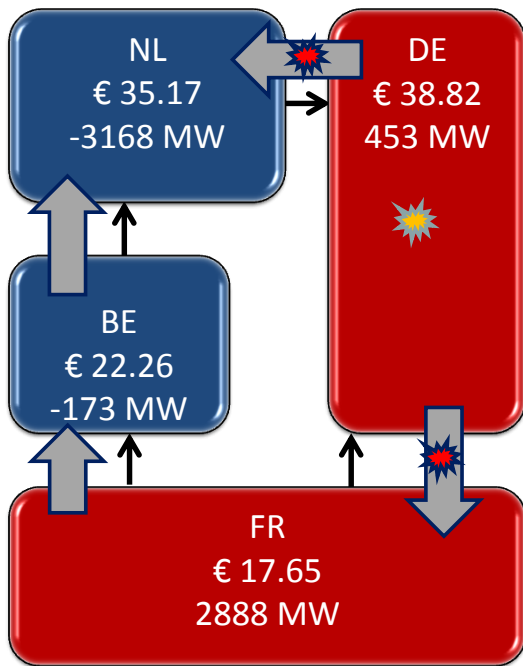 NL
€ 35.17
-3168 MW
DE
€ 38.82
453 MW
BE
€ 22.26
-173 MW
FR
€ 17.65
2888 MW